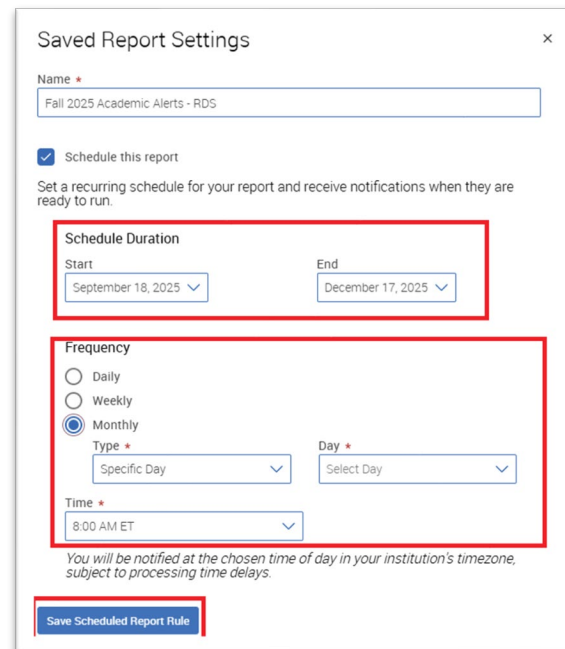 Saved Report Settings ×
Name *
Fall 2025 Academic Alerts - RDS
Schedule this report
Set a recurring schedule for your report and receive notifications when they are
ready to run.
Schedule Duration
Start End
September 18, 2025 December 17, 2025
Frequency
Daily
Weekly
Monthly
Type * Day *
Specific Day Select Day
Time *
8:00 AM ET
You will be notified at the chosen time of day in your institution's timezone,
subject to processing time delays.
Save Scheduled Report Rule